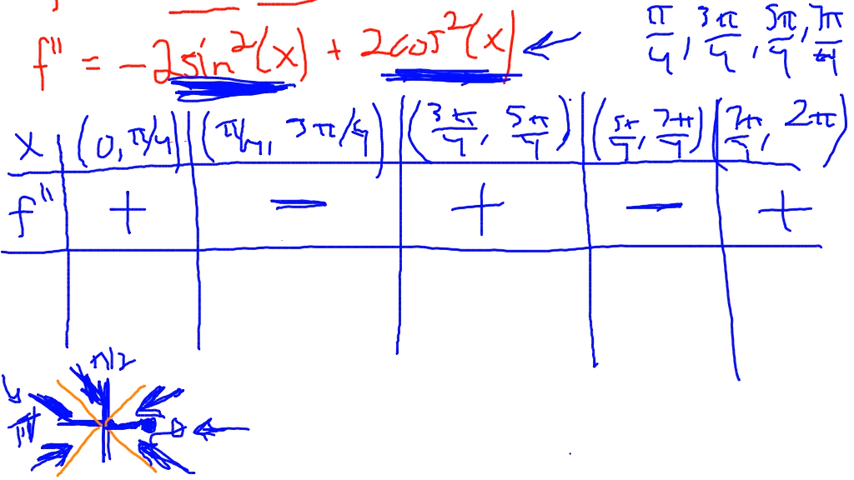 f'' = -2sin²(x) + 2cos²(x)
π/4, 3π/4, 5π/4, 7π/4
x (0, π/4) (π/4, 3π/4) (3π/4, 5π/4) (5π/4, 7π/4) (7π/4, 2π)
f'' + - + - +
π/2
π 0